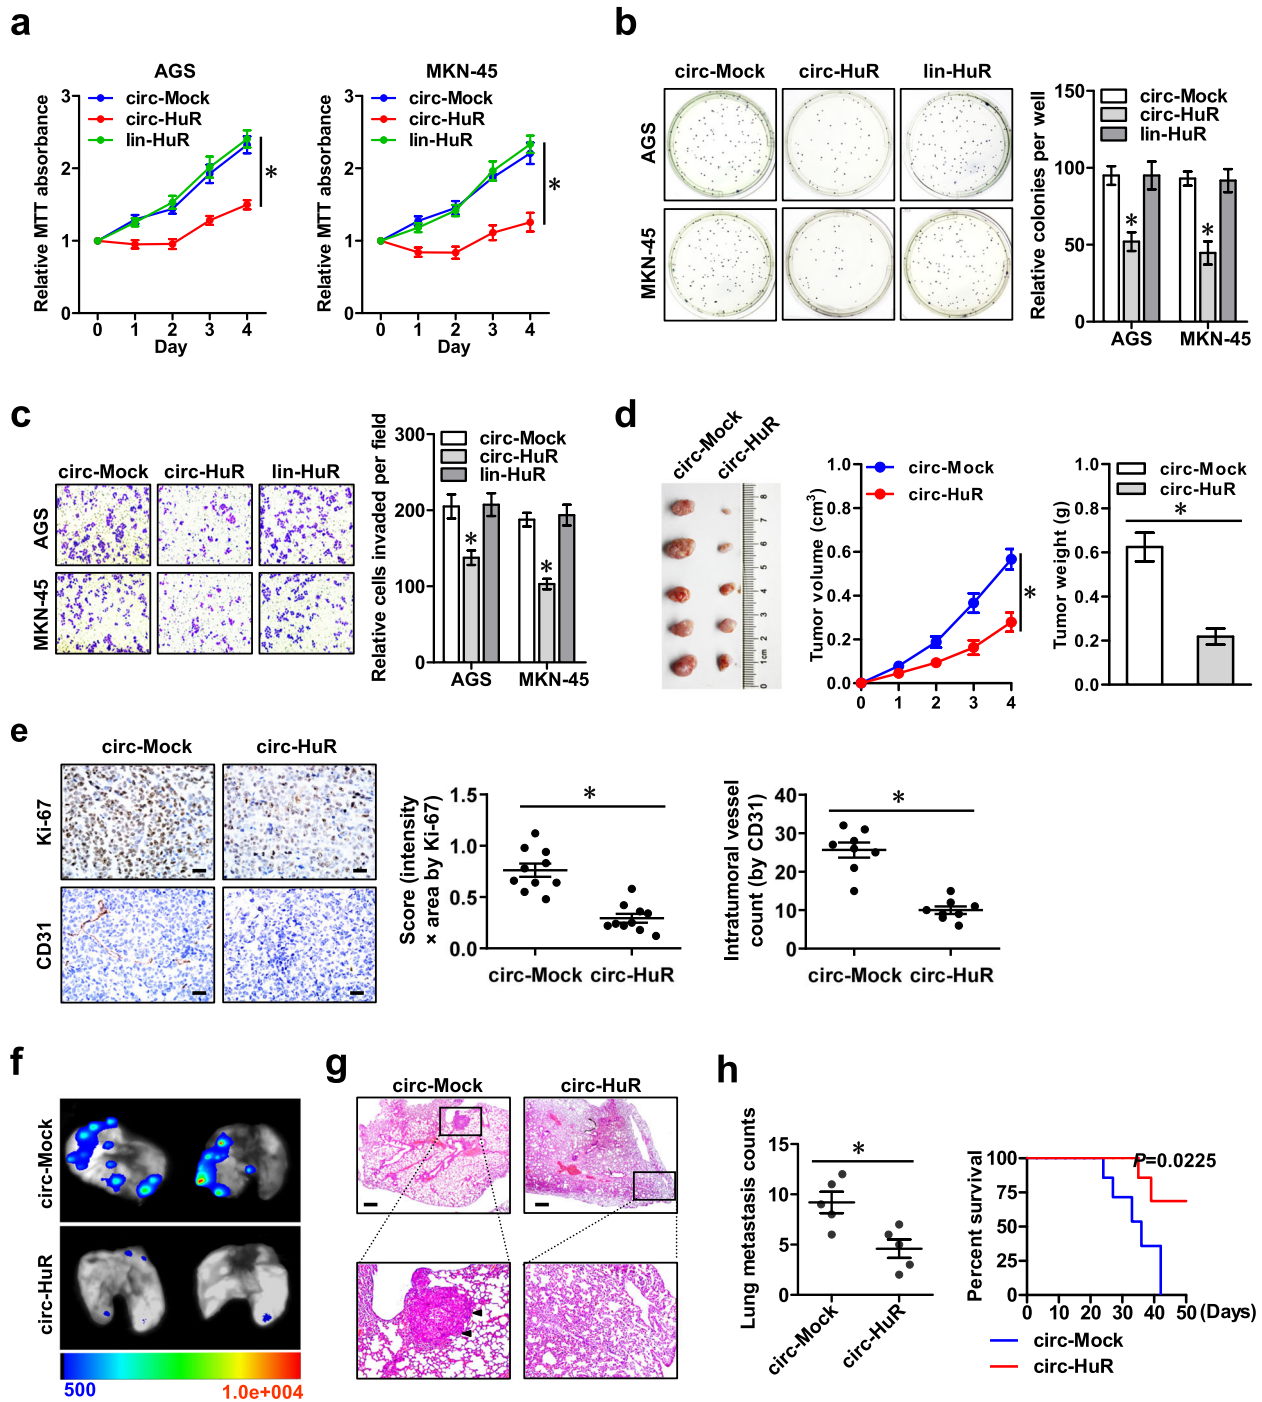 a
AGS
Relative MTT absorbance
3
2
1
0
circ-Mock
circ-HuR
lin-HuR
*
0 1 2 3 4
Day
MKN-45
Relative MTT absorbance
3
2
1
0
circ-Mock
circ-HuR
lin-HuR
*
0 1 2 3 4
Day
b
circ-Mock circ-HuR lin-HuR
AGS
MKN-45
Relative colonies per well
150
100
50
0
circ-Mock
circ-HuR
lin-HuR
* *
AGS MKN-45
c
circ-Mock circ-HuR lin-HuR
AGS
MKN-45
Relative cells invaded per field
300
200
100
0
circ-Mock
circ-HuR
lin-HuR
* *
AGS MKN-45
d
circ-Mock circ-HuR
8
7
6
5
4
3
2
1cm
0
Tumor volume (cm3)
1.0
0.8
0.6
0.4
0.2
0.0
circ-Mock
circ-HuR
*
0 1 2 3 4
Tumor weight (g)
1.0
0.8
0.6
0.4
0.2
0.0
circ-Mock
circ-HuR
*
e
circ-Mock circ-HuR
Ki-67
CD31
Score (intensity
× area by Ki-67)
1.5
1.0
0.5
0.0
*
circ-Mock circ-HuR
Intratumoral vessel
count (by CD31)
40
30
20
10
0
*
circ-Mock circ-HuR
f
circ-Mock
circ-HuR
500 1.0e+004
g
circ-Mock circ-HuR
h
Lung metastasis counts
15
10
5
0
*
circ-Mock circ-HuR
Percent survival
100
75
50
25
0
P=0.0225
0 10 20 30 40 50 (Days)
circ-Mock
circ-HuR